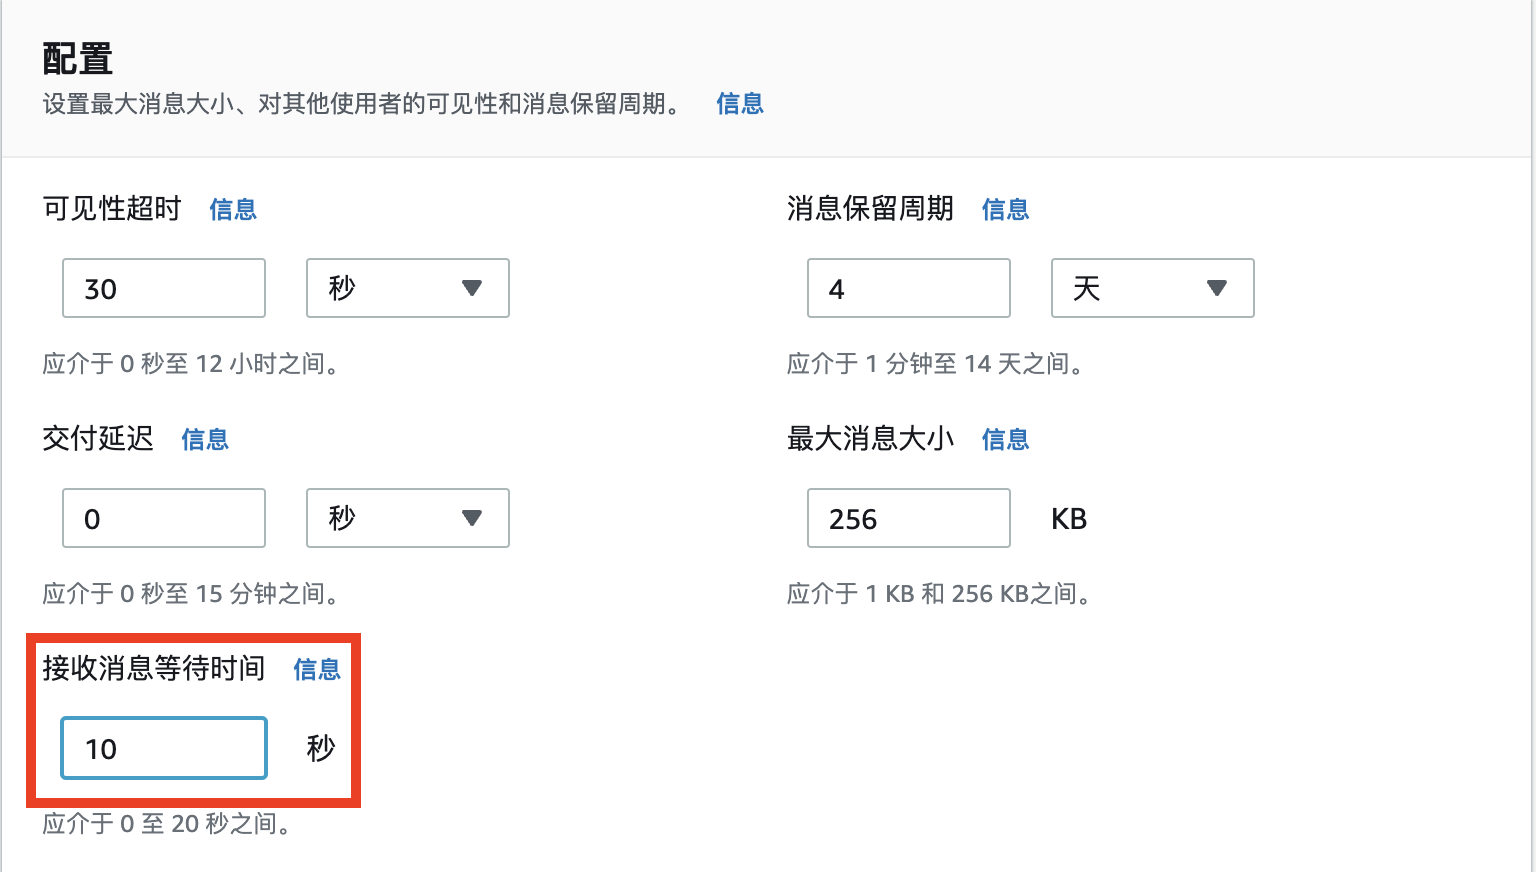 配置
设置最大消息大小、对其他使用者的可见性和消息保留周期。 信息
可见性超时 信息
30 秒
应介于 0 秒至 12 小时之间。
消息保留周期 信息
4 天
应介于 1 分钟至 14 天之间。
交付延迟 信息
0 秒
应介于 0 秒至 15 分钟之间。
最大消息大小 信息
256 KB
应介于 1 KB 和 256 KB之间。
接收消息等待时间 信息
10 秒
应介于 0 至 20 秒之间。